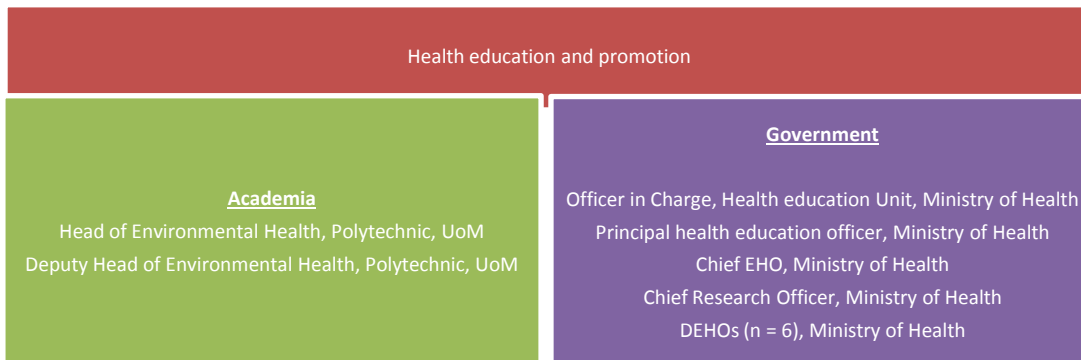 Health education and promotion
Academia
Head of Environmental Health, Polytechnic, UoM
Deputy Head of Environmental Health, Polytechnic, UoM
Government
Officer in Charge, Health education Unit, Ministry of Health
Principal health education officer, Ministry of Health
Chief EHO, Ministry of Health
Chief Research Officer, Ministry of Health
DEHOs (n = 6), Ministry of Health